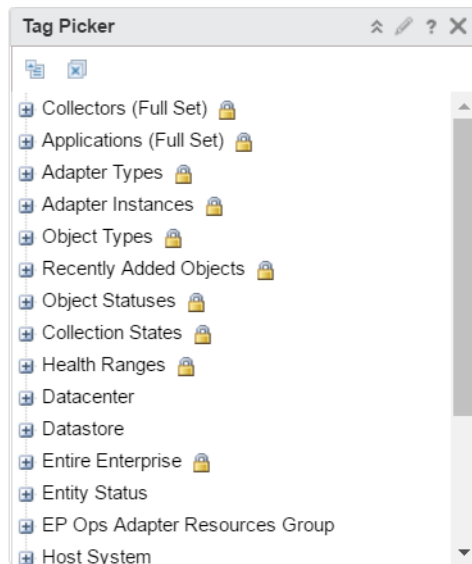 Tag Picker
?
Collectors (Full Set)
Applications (Full Set)
Adapter Types
Adapter Instances
Object Types
Recently Added Objects
Object Statuses
Collection States
Health Ranges
Datacenter
Datastore
Entire Enterprise
Entity Status
EP Ops Adapter Resources Group
Host System